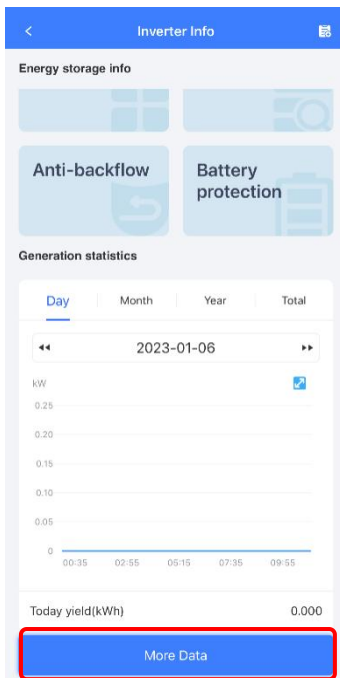 Inverter Info
Energy storage info
Anti-backflow
Battery
protection
Generation statistics
Day Month Year Total
2023-01-06
kW
0.25
0.20
0.15
0.10
0.05
0
00:35 02:55 05:15 07:35 09:55
Today yield(kWh) 0.000
More Data